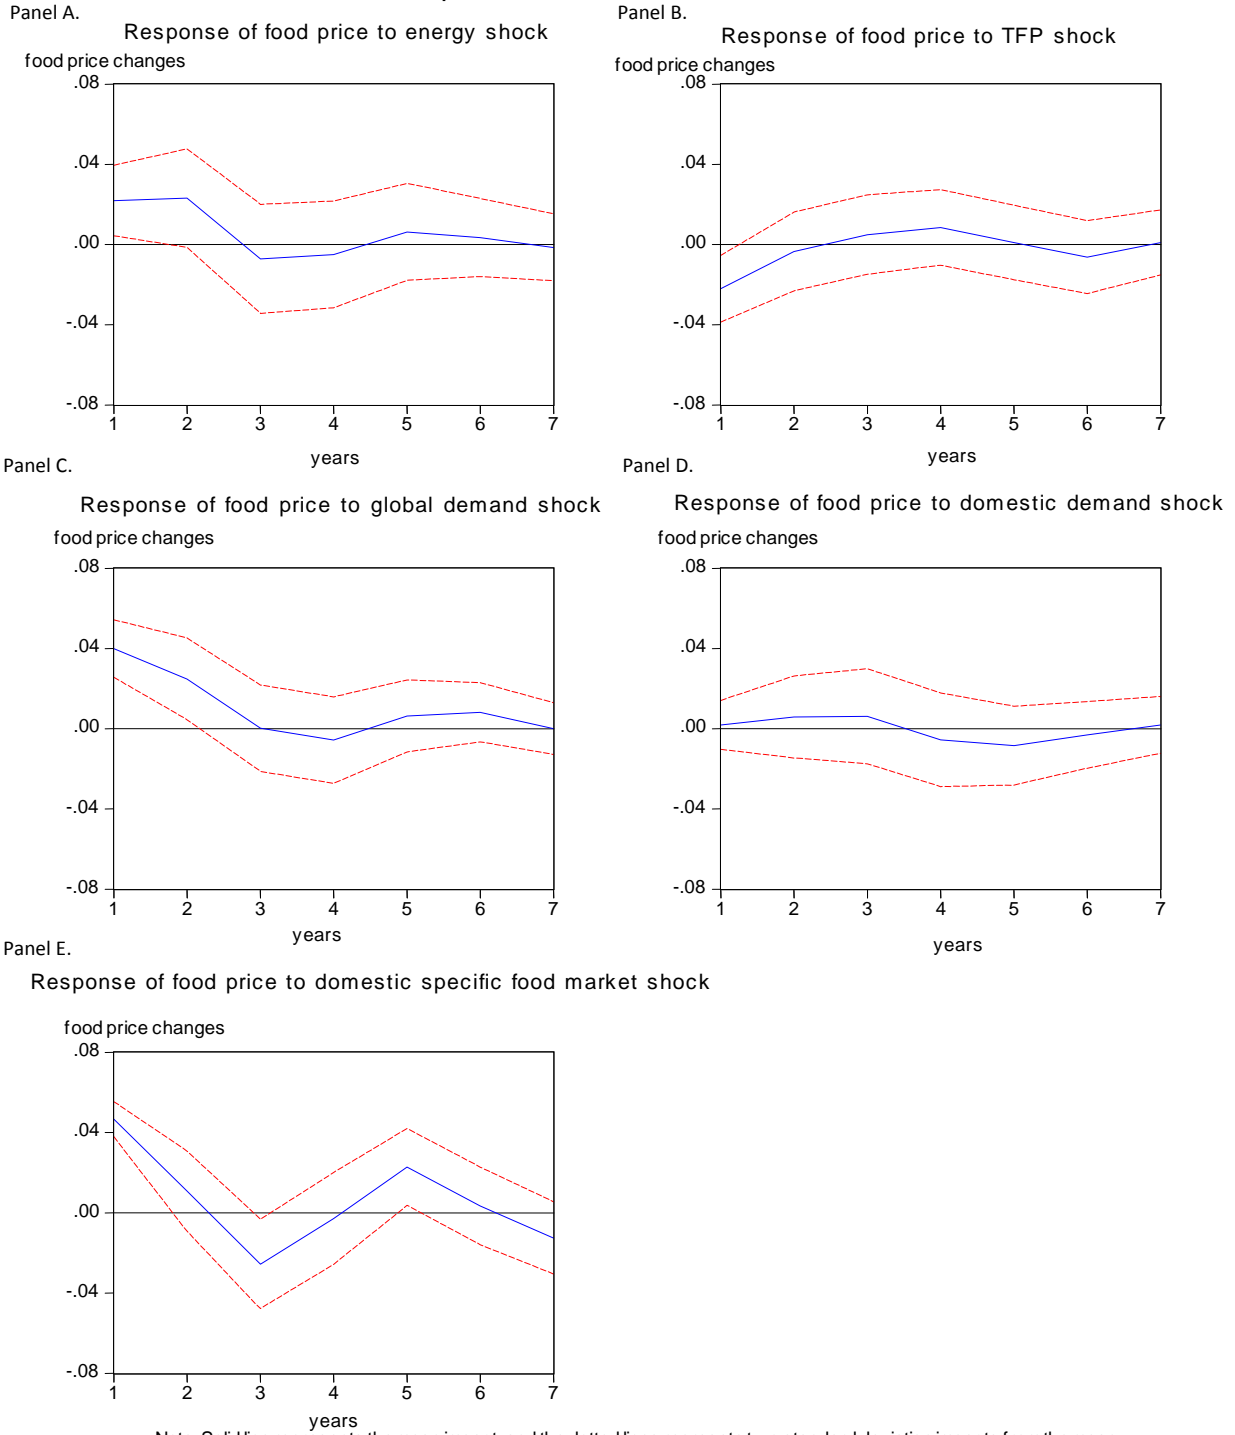 Panel A.
Response of food price to energy shock
food price changes
.08
.04
.00
-.04
-.08
1 2 3 4 5 6 7
years
Panel B.
Response of food price to TFP shock
food price changes
.08
.04
.00
-.04
-.08
1 2 3 4 5 6 7
years
Panel C.
Response of food price to global demand shock
food price changes
.08
.04
.00
-.04
-.08
1 2 3 4 5 6 7
years
Panel D.
Response of food price to domestic demand shock
food price changes
.08
.04
.00
-.04
-.08
1 2 3 4 5 6 7
years
Panel E.
Response of food price to domestic specific food market shock
food price changes
.08
.04
.00
-.04
-.08
1 2 3 4 5 6 7
years